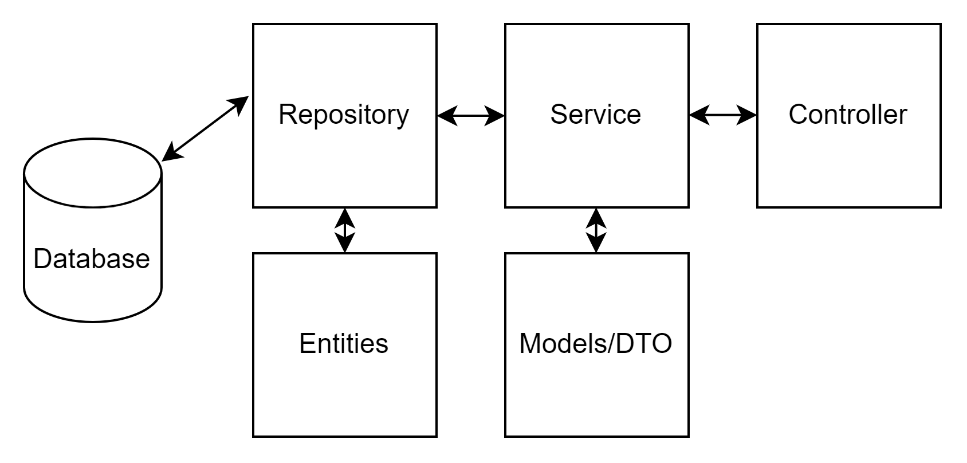 Repository
Service
Controller
Database
Entities
Models/DTO